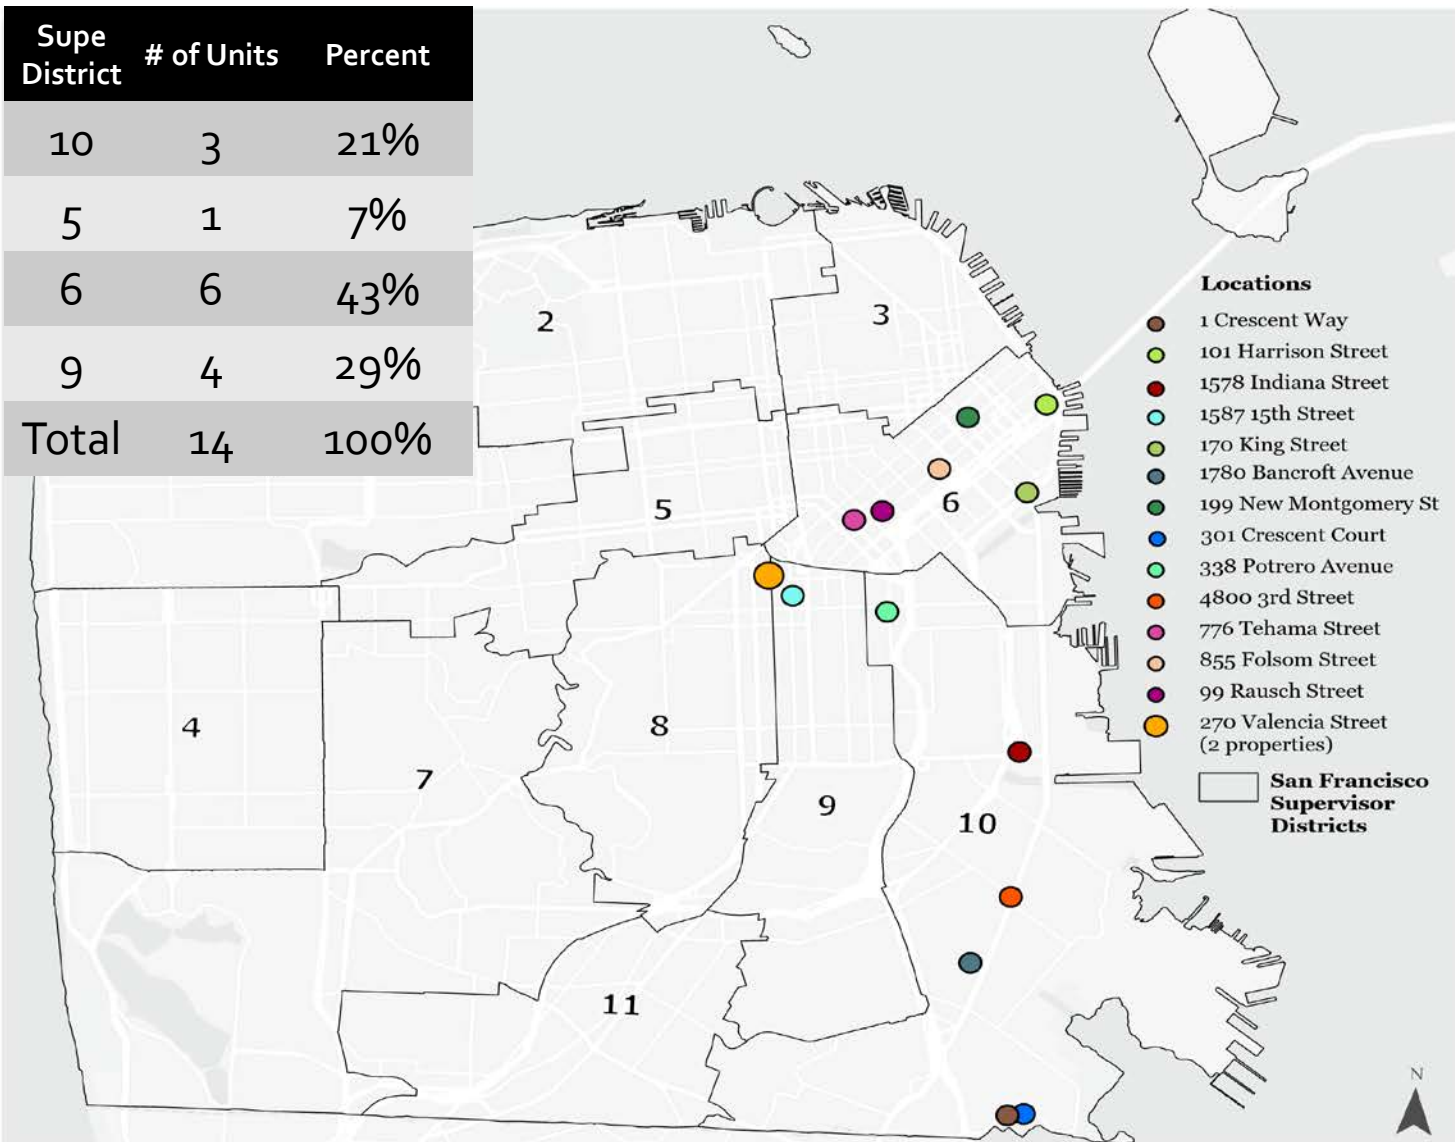 Supe District # of Units Percent
10 3 21%
5 1 7%
6 6 43%
9 4 29%
Total 14 100%
2
3
5
6
4
7
8
9
10
11
Locations
1 Crescent Way
101 Harrison Street
1578 Indiana Street
1587 15th Street
170 King Street
1780 Bancroft Avenue
199 New Montgomery St
301 Crescent Court
338 Potrero Avenue
4800 3rd Street
776 Tehama Street
855 Folsom Street
99 Rausch Street
270 Valencia Street
(2 properties)
San Francisco
Supervisor
Districts
N